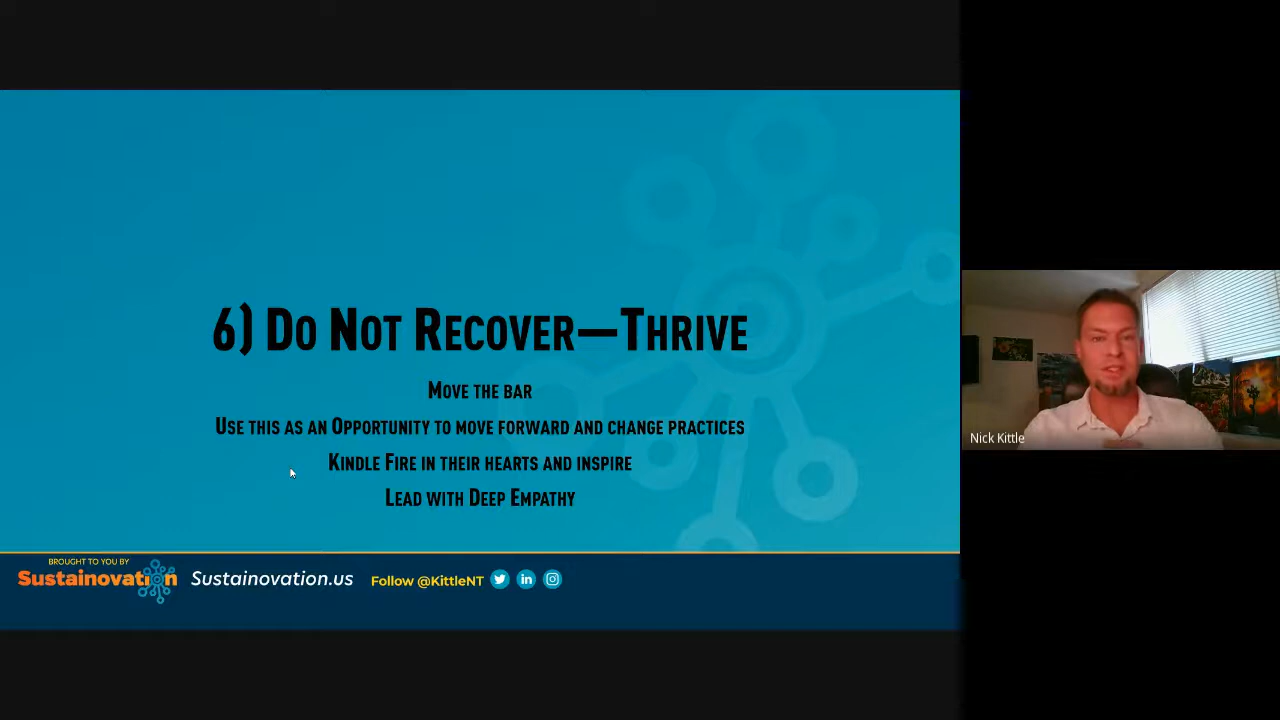 6) Do Not Recover—Thrive
Move the bar
Use this as an Opportunity to move forward and change practices
Kindle Fire in their hearts and inspire
Lead with Deep Empathy
Nick Kittle
BROUGHT TO YOU BY
Sustainovation
Sustainovation.us
Follow @KittleNT